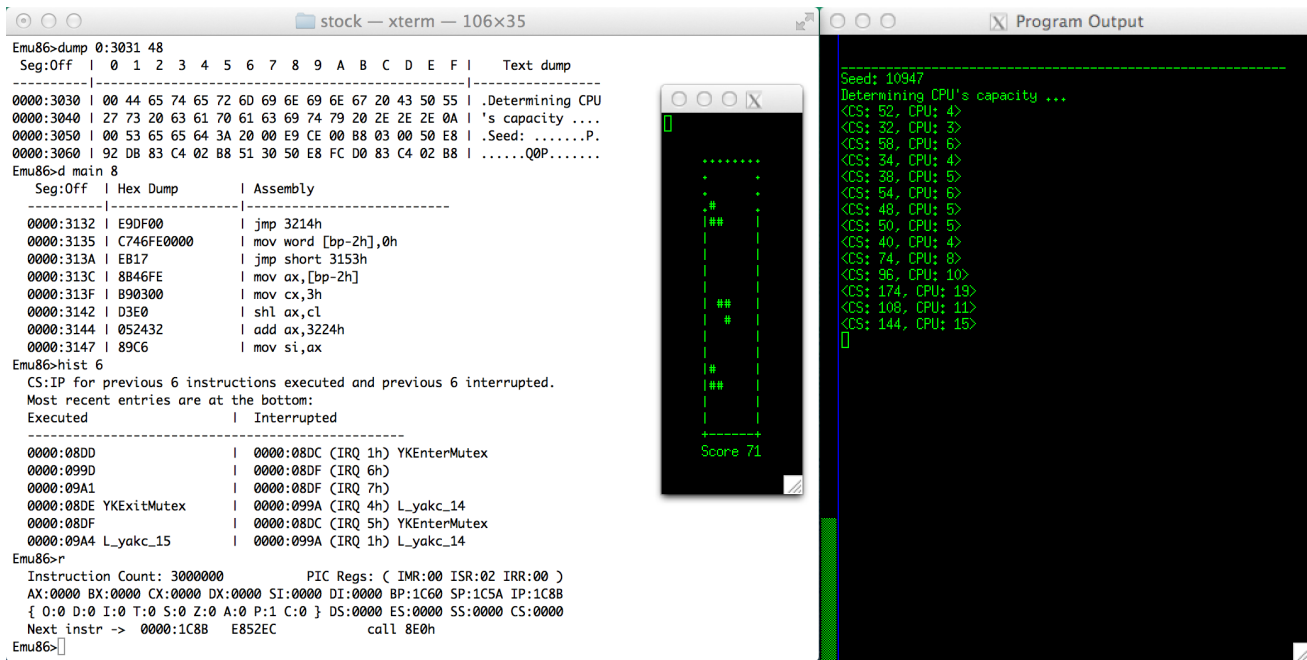 stock — xterm — 106×35
Emu86>dump 0:3031 48
Seg:Off | 0 1 2 3 4 5 6 7 8 9 A B C D E F | Text dump
----------|-----------------------------------------------|----------------
0000:3030 | 00 44 65 74 65 72 6D 69 6E 69 6E 67 20 43 50 55 | .Determining CPU
0000:3040 | 27 73 20 63 61 70 61 63 69 74 79 20 2E 2E 2E 0A | 's capacity ....
0000:3050 | 00 53 65 65 64 3A 20 00 E9 CE 00 B8 03 00 50 E8 | .Seed: .......P.
0000:3060 | 92 DB 83 C4 02 B8 51 30 50 E8 FC D0 83 C4 02 B8 | ......Q0P.......
Emu86>d main 8
Seg:Off | Hex Dump | Assembly
----------|----------------|--------------------------
0000:3132 | E9DF00 | jmp 3214h
0000:3135 | C746FE0000 | mov word [bp-2h],0h
0000:313A | EB17 | jmp short 3153h
0000:313C | 8B46FE | mov ax,[bp-2h]
0000:313F | B90300 | mov cx,3h
0000:3142 | D3E0 | shl ax,cl
0000:3144 | 052432 | add ax,3224h
0000:3147 | 89C6 | mov si,ax
Emu86>hist 6
CS:IP for previous 6 instructions executed and previous 6 interrupted.
Most recent entries are at the bottom:
Executed | Interrupted
--------------------------------------------------
0000:08DD | 0000:08DC (IRQ 1h) YKEnterMutex
0000:099D | 0000:08DF (IRQ 6h)
0000:09A1 | 0000:08DF (IRQ 7h)
0000:08DE YKExitMutex | 0000:099A (IRQ 4h) L_yakc_14
0000:08DF | 0000:08DC (IRQ 5h) YKEnterMutex
0000:09A4 L_yakc_15 | 0000:099A (IRQ 1h) L_yakc_14
Emu86>r
Instruction Count: 3000000 PIC Regs: ( IMR:00 ISR:02 IRR:00 )
AX:0000 BX:0000 CX:0000 DX:0000 SI:0000 DI:0000 BP:1C60 SP:1C5A IP:1C8B
{ O:0 D:0 I:0 T:0 S:0 Z:0 A:0 P:1 C:0 } DS:0000 ES:0000 SS:0000 CS:0000
Next instr -> 0000:1C8B E852EC call 8E0h
Emu86>
X
++++++++
+ +
+ +
.# .
|## |
| |
| |
| |
| |
| ## |
| # |
| |
| |
|# |
|## |
| |
| |
+------+
Score 71
X Program Output
Seed: 10947
Determining CPU's capacity ...
<CS: 52, CPU: 4>
<CS: 32, CPU: 3>
<CS: 58, CPU: 6>
<CS: 34, CPU: 4>
<CS: 38, CPU: 5>
<CS: 54, CPU: 6>
<CS: 48, CPU: 5>
<CS: 50, CPU: 5>
<CS: 40, CPU: 4>
<CS: 74, CPU: 8>
<CS: 96, CPU: 10>
<CS: 174, CPU: 19>
<CS: 108, CPU: 11>
<CS: 144, CPU: 15>